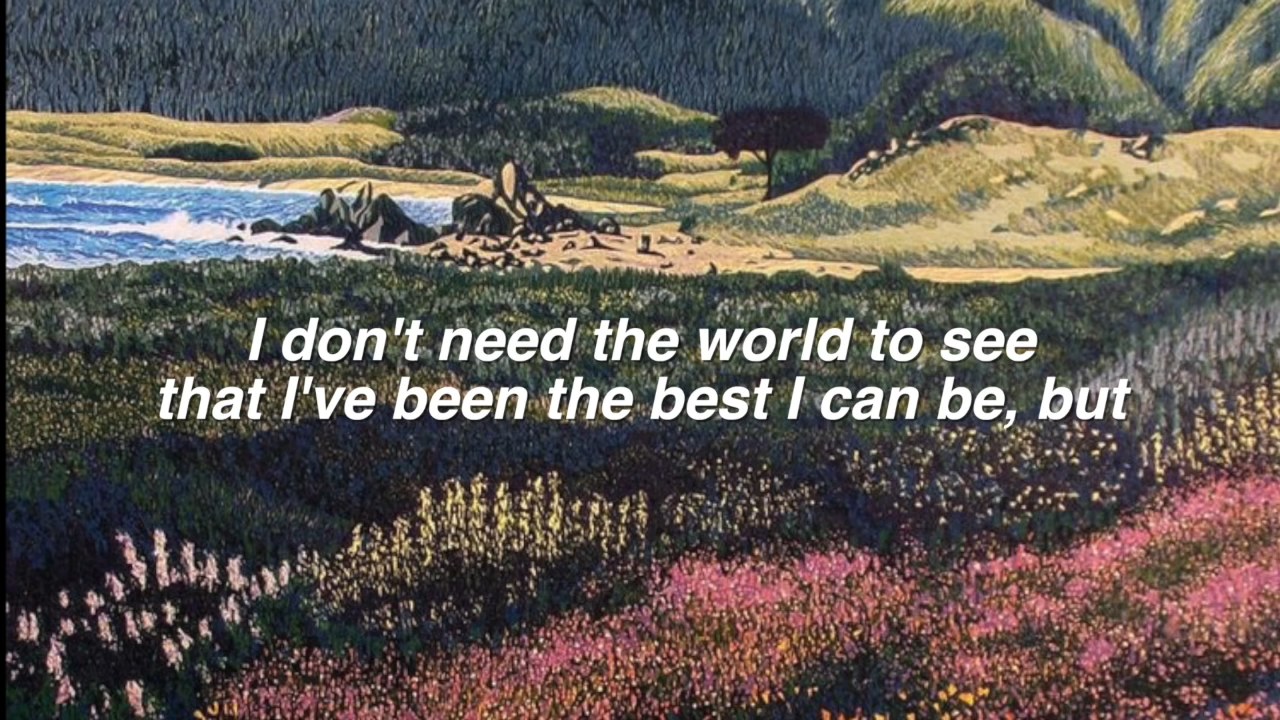 I don't need the world to see
that I've been the best I can be, but